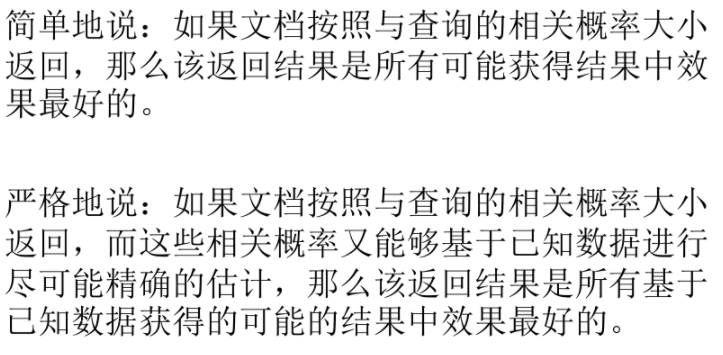 简单地说：如果文档按照与查询的相关概率大小
返回，那么该返回结果是所有可能获得结果中效
果最好的。
严格地说：如果文档按照与查询的相关概率大小
返回，而这些相关概率又能够基于已知数据进行
尽可能精确的估计，那么该返回结果是所有基于
已知数据获得的可能的结果中效果最好的。